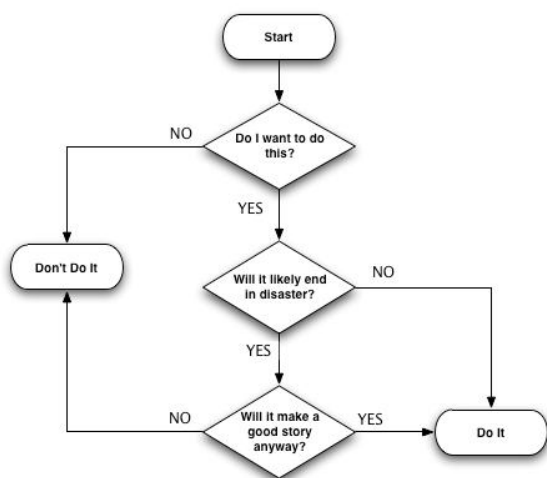 Start
Do I want to do
this?
NO
YES
Don't Do It
Will it likely end
in disaster?
NO
YES
Will it make a
good story
anyway?
NO
YES
Do It